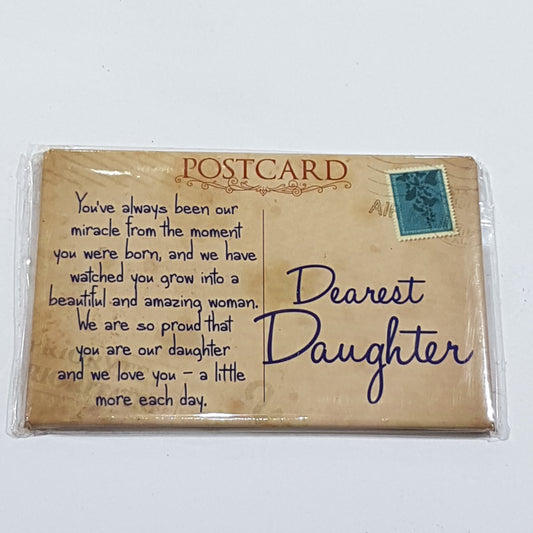 POSTCARD
You've always been our
miracle from the moment
you were born, and we have
watched you grow into a
beautiful and amazing woman.
We are so proud that
you are our daughter
and we love you – a little
more each day.
Dearest
Daughter